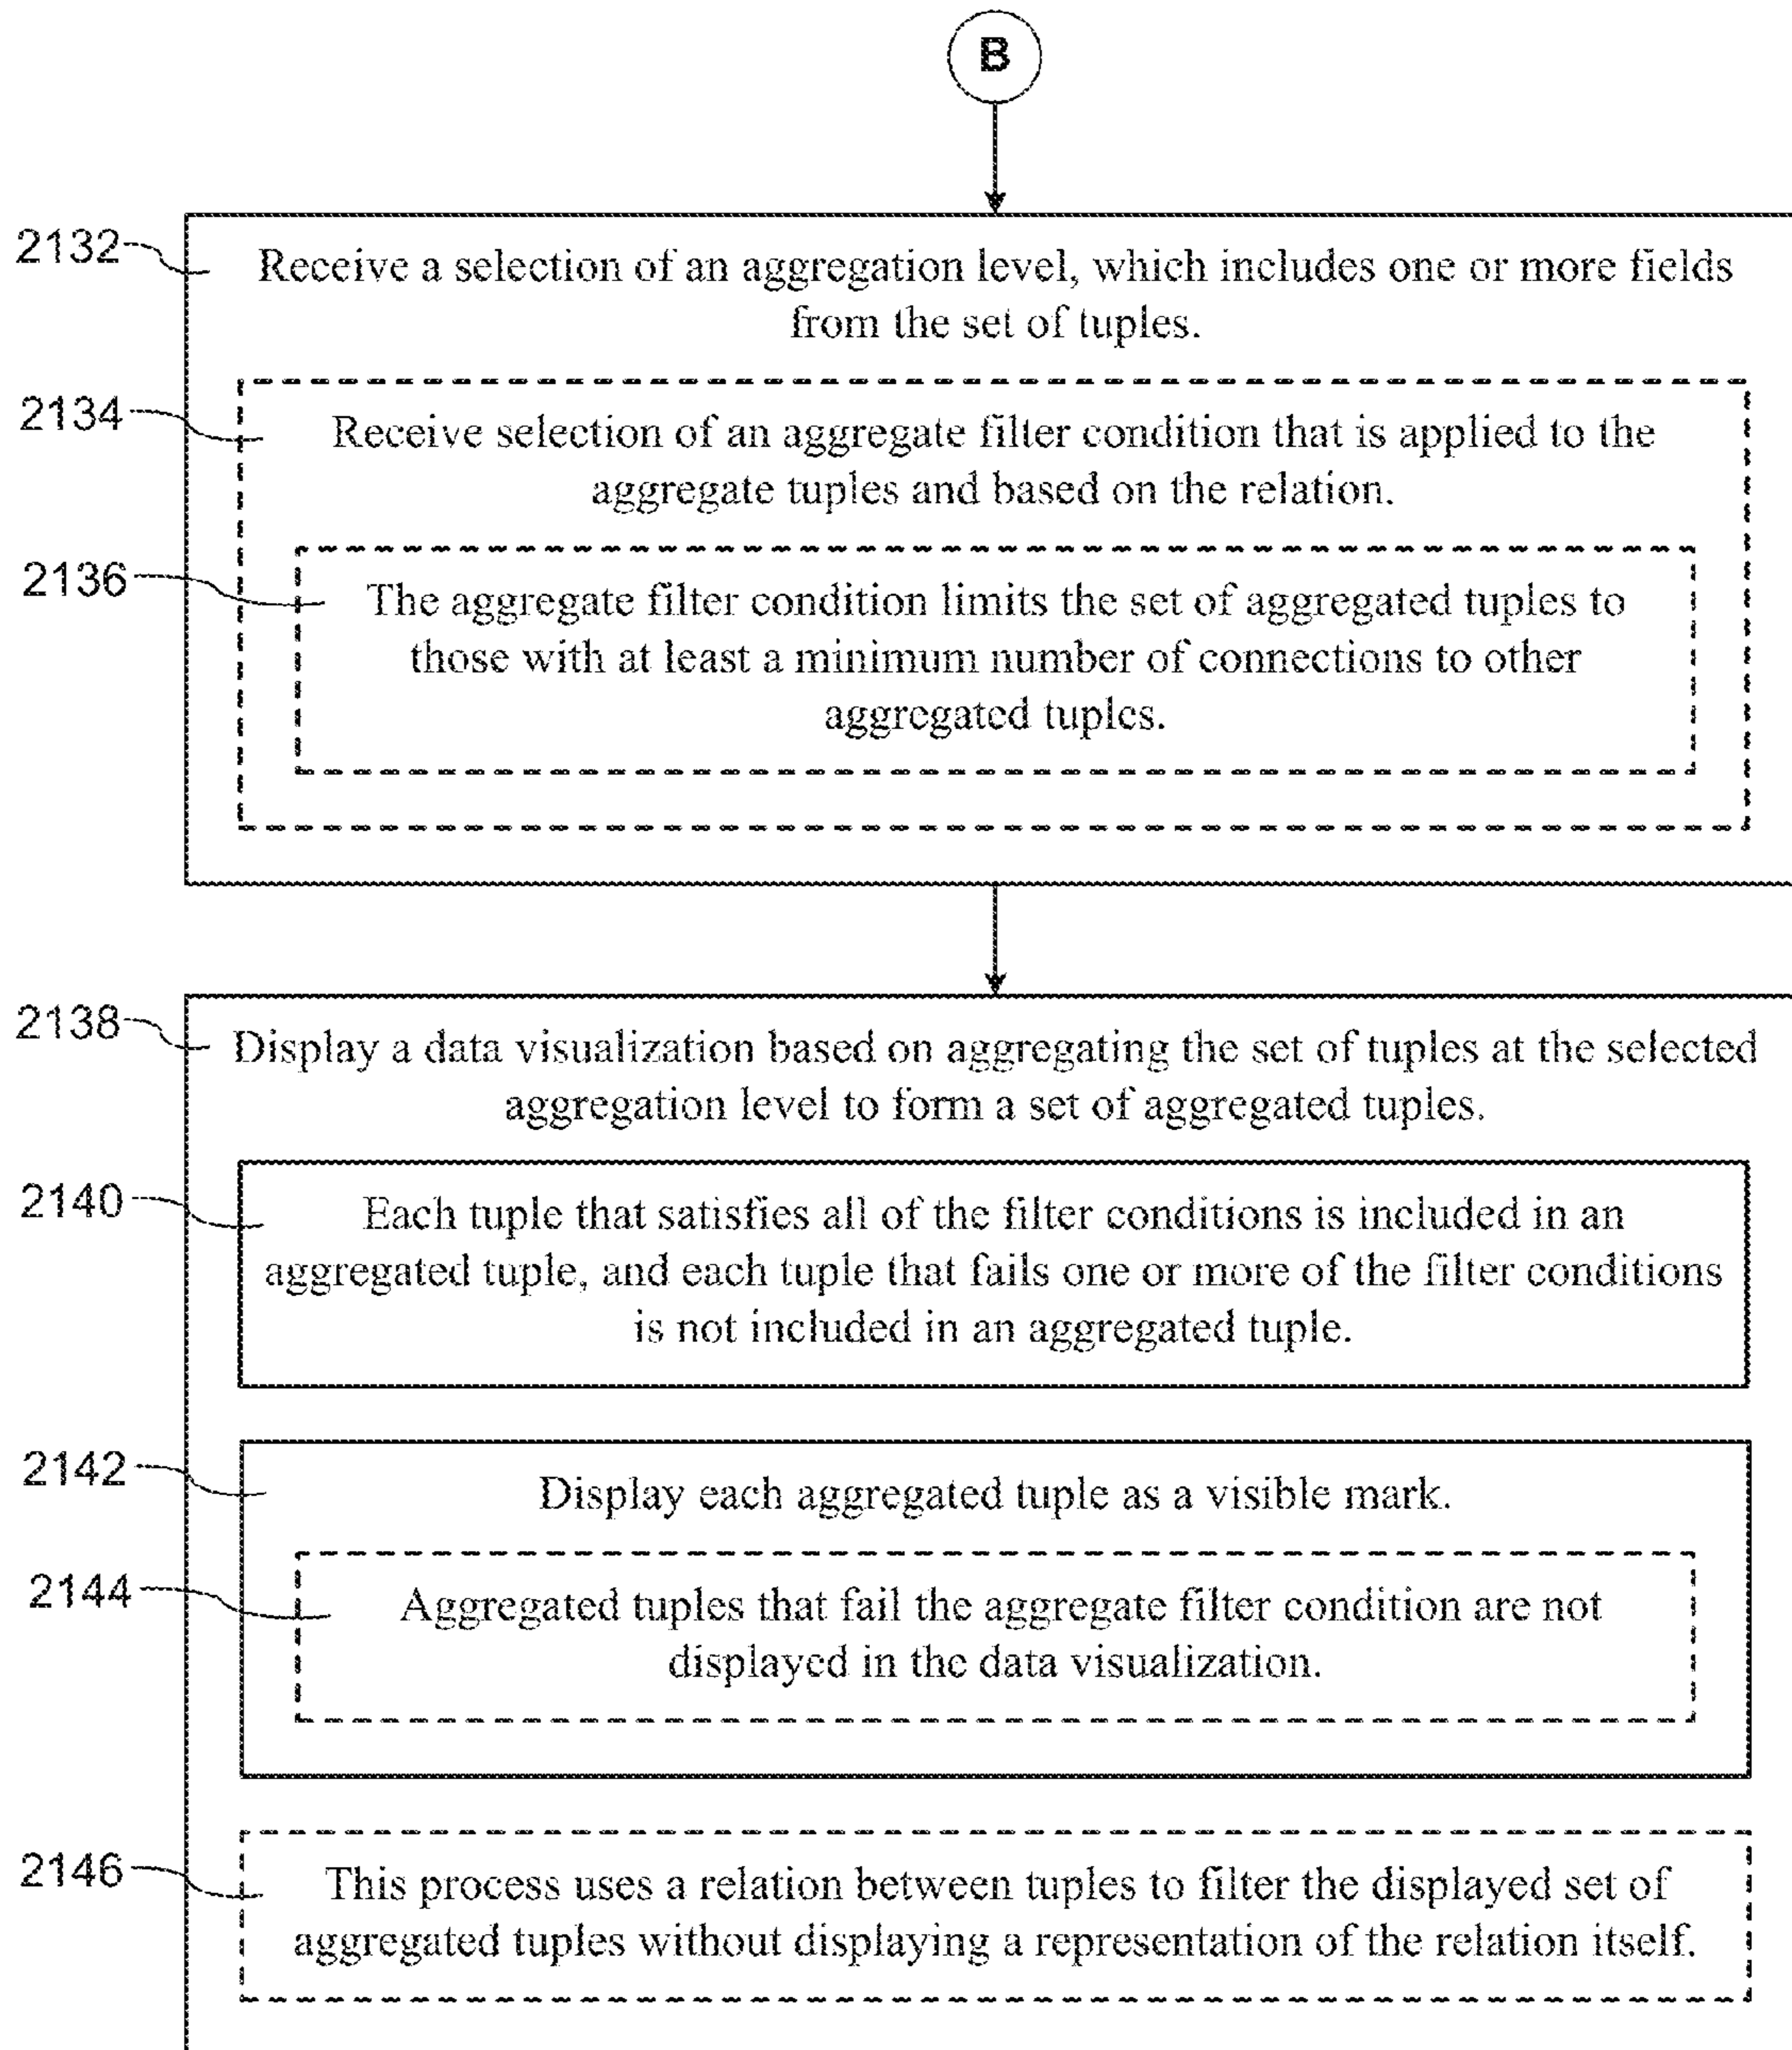 B
2132
Receive a selection of an aggregation level, which includes one or more fields
from the set of tuples.
2134
Receive selection of an aggregate filter condition that is applied to the
aggregate tuples and based on the relation.
2136
The aggregate filter condition limits the set of aggregated tuples to
those with at least a minimum number of connections to other
aggregated tuples.
2138
Display a data visualization based on aggregating the set of tuples at the selected
aggregation level to form a set of aggregated tuples.
2140
Each tuple that satisfies all of the filter conditions is included in an
aggregated tuple, and each tuple that fails one or more of the filter conditions
is not included in an aggregated tuple.
2142
Display each aggregated tuple as a visible mark.
2144
Aggregated tuples that fail the aggregate filter condition are not
displayed in the data visualization.
2146
This process uses a relation between tuples to filter the displayed set of
aggregated tuples without displaying a representation of the relation itself.